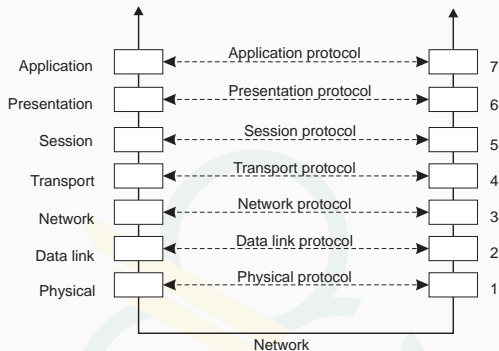 Application Application protocol 7
Presentation Presentation protocol 6
Session Session protocol 5
Transport Transport protocol 4
Network Network protocol 3
Data link Data link protocol 2
Physical Physical protocol 1
Network